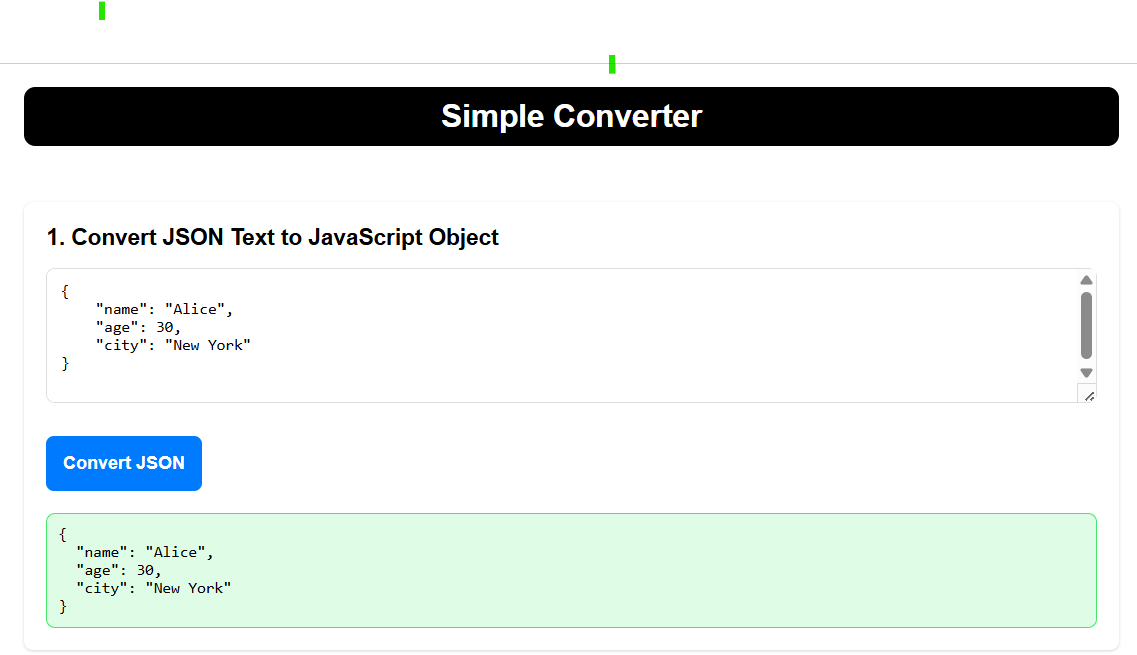 Simple Converter
1. Convert JSON Text to JavaScript Object
{
    "name": "Alice",
    "age": 30,
    "city": "New York"
}
Convert JSON
{
  "name": "Alice",
  "age": 30,
  "city": "New York"
}